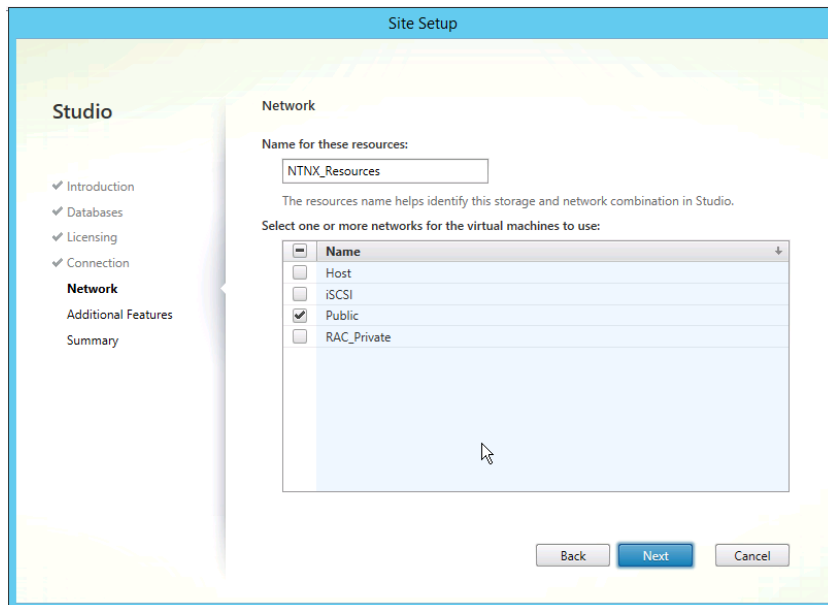 Site Setup
Studio
Introduction
Databases
Licensing
Connection
Network
Additional Features
Summary
Network
Name for these resources:
NTNX_Resources
The resources name helps identify this storage and network combination in Studio.
Select one or more networks for the virtual machines to use:
Name
Host
iSCSI
Public
RAC_Private
Back
Next
Cancel